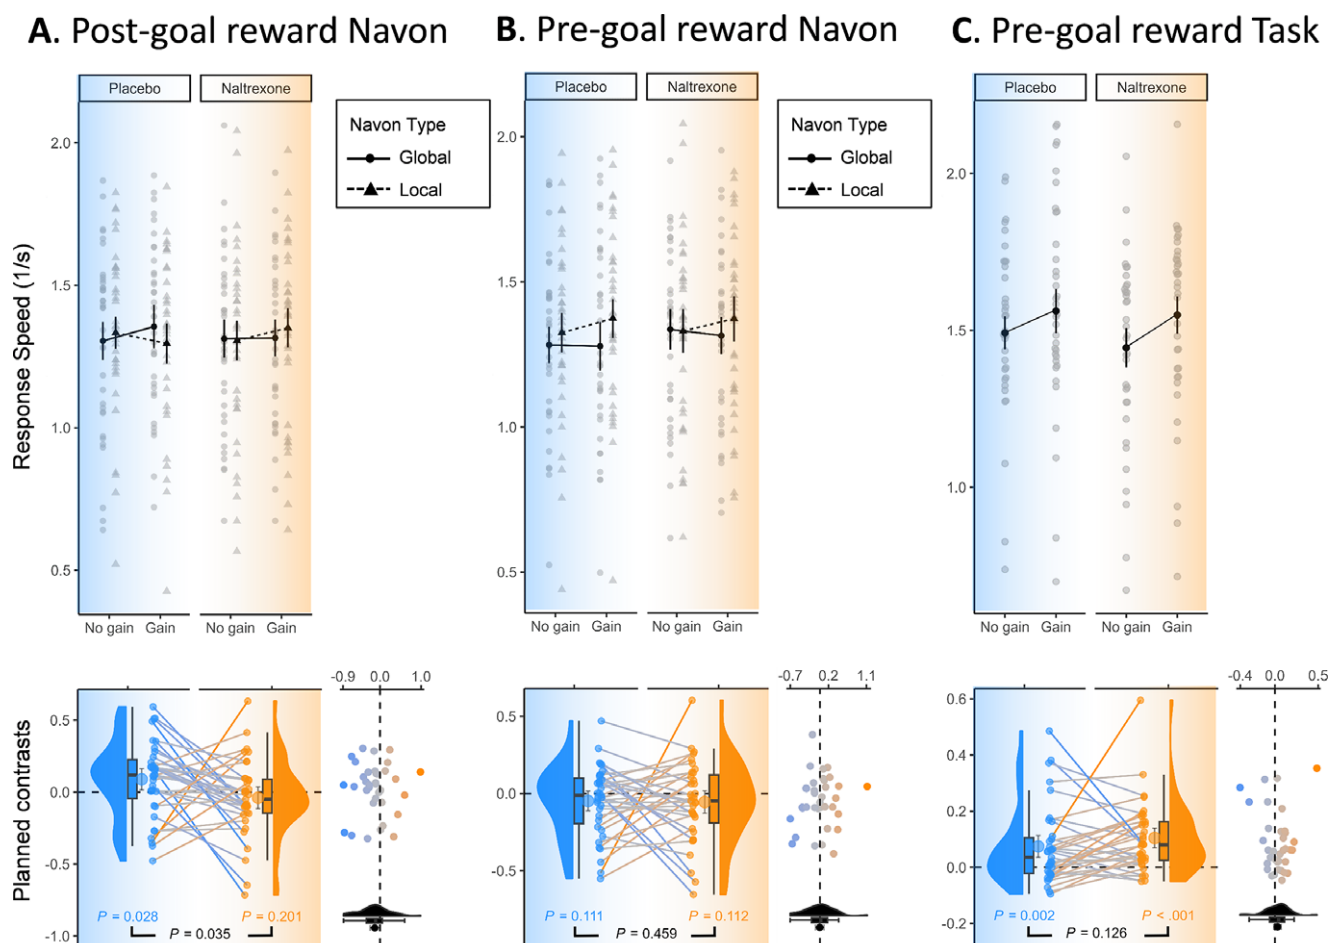 A. Post-goal reward Navon
B. Pre-goal reward Navon
C. Pre-goal reward Task
Placebo
Naltrexone
Navon Type
Global
Local
Response Speed (1/s)
2.0
1.5
1.0
0.5
No gain
Gain
No gain
Gain
Placebo
Naltrexone
Navon Type
Global
Local
2.0
1.5
1.0
0.5
No gain
Gain
No gain
Gain
Placebo
Naltrexone
2.0
1.5
1.0
No gain
Gain
No gain
Gain
Planned contrasts
0.5
0.0
-0.5
-1.0
P = 0.028
P = 0.201
P = 0.035
-0.9
0.0
1.0
0.5
0.0
-0.5
P = 0.111
P = 0.112
P = 0.459
-0.7
0.2
1.1
0.6
0.4
0.2
0.0
-0.2
P = 0.002
P < .001
P = 0.126
-0.4
0.0
0.5